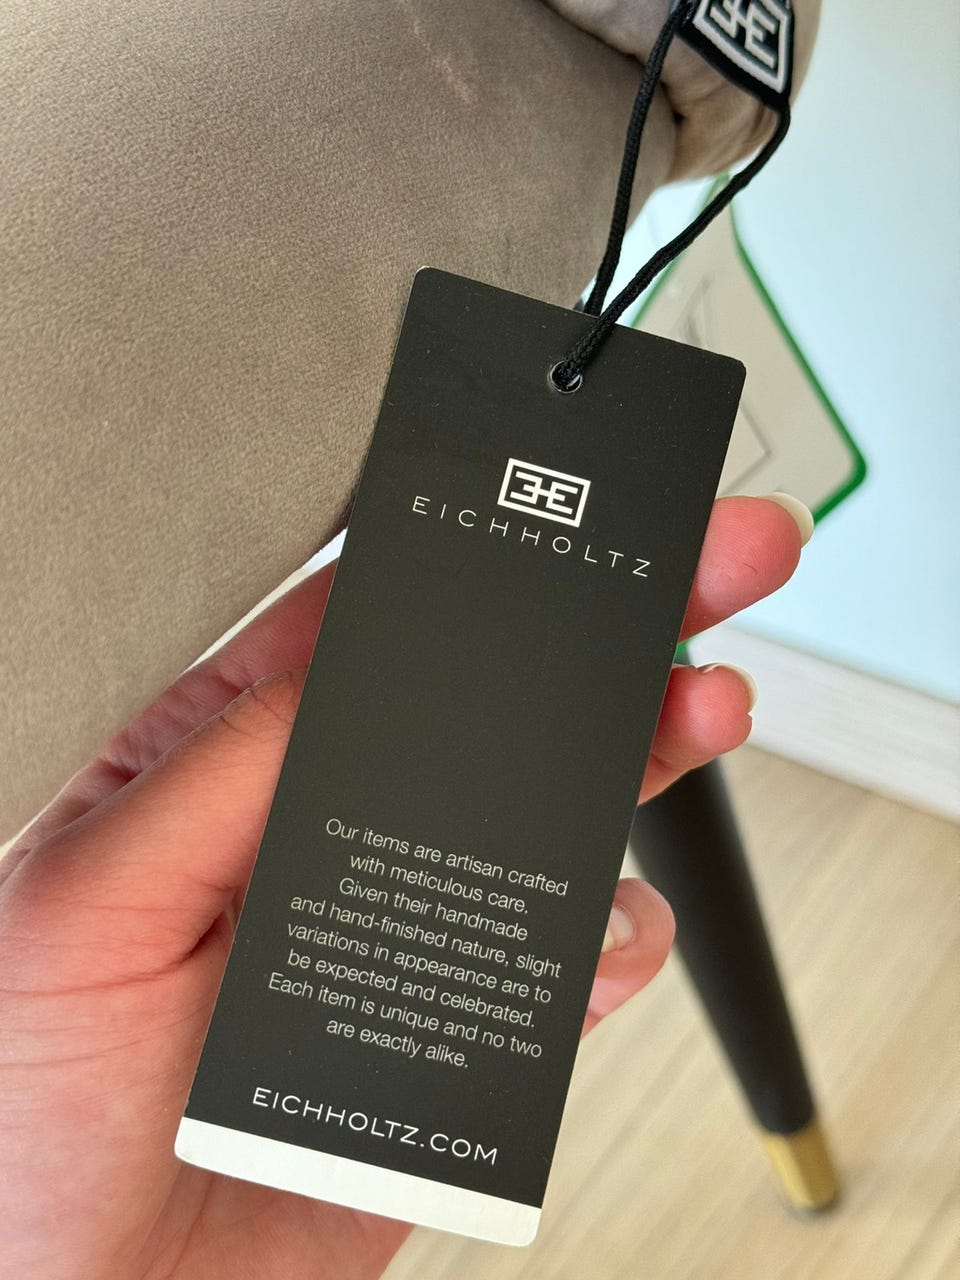 EICHHOLTZ
Our items are artisan crafted
with meticulous care.
Given their handmade
and hand-finished nature, slight
variations in appearance are to
be expected and celebrated.
Each item is unique and no two
are exactly alike.
EICHHOLTZ.COM